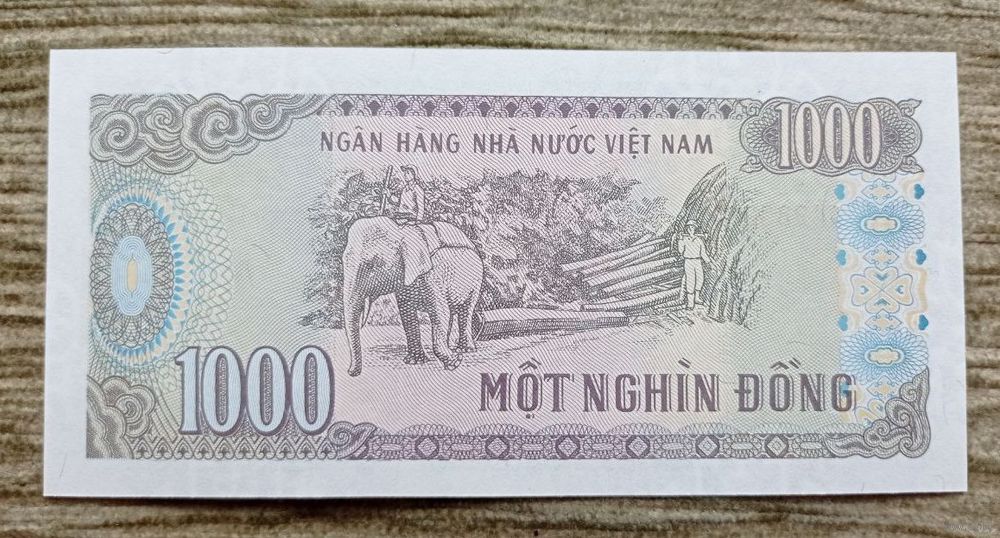 NGÂN HÀNG NHÀ NƯỚC VIỆT NAM
1000
1000
MỘT NGHÌN ĐỒNG